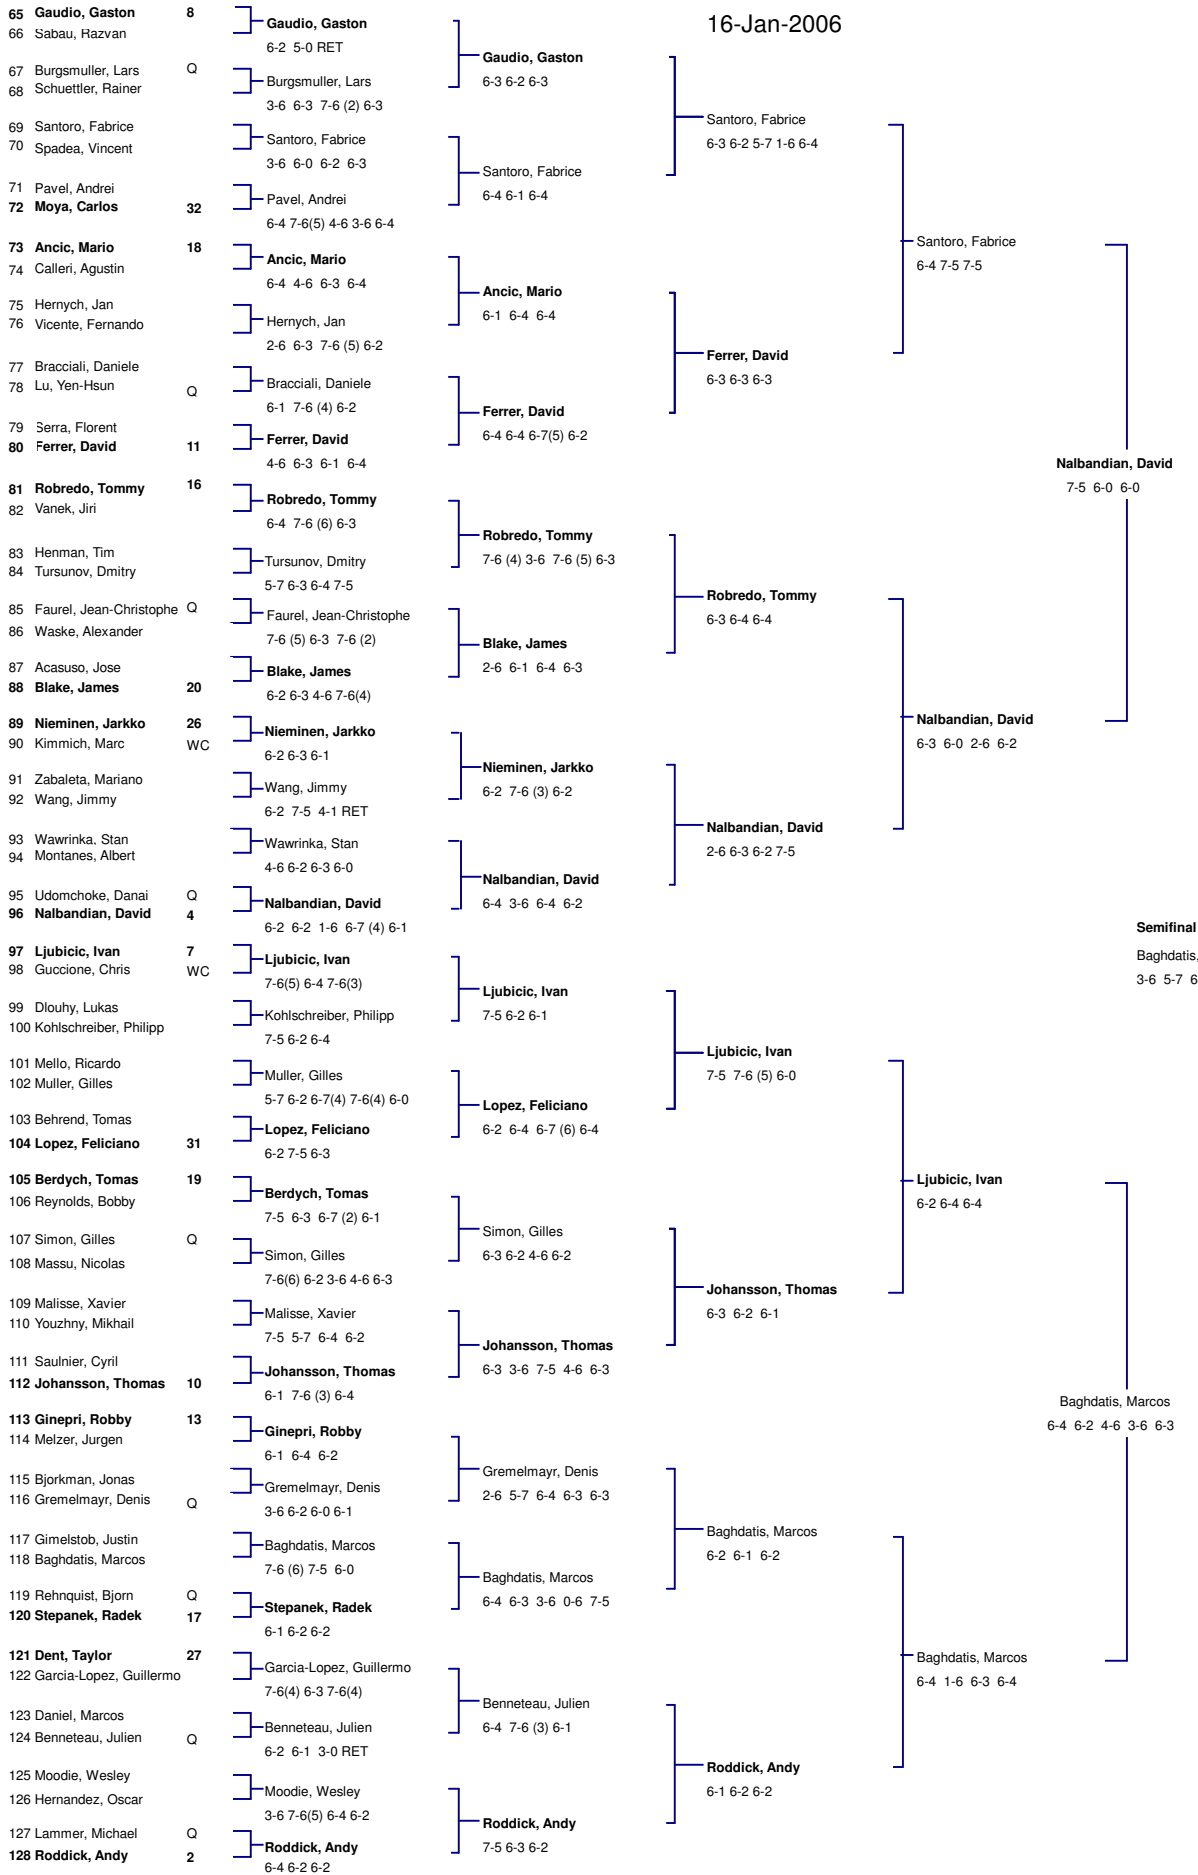 16-Jan-2006
65 Gaudio, Gaston 8
66 Sabau, Razvan
67 Burgsmuller, Lars Q
68 Schuettler, Rainer
69 Santoro, Fabrice
70 Spadea, Vincent
71 Pavel, Andrei
72 Moya, Carlos 32
73 Ancic, Mario 18
74 Calleri, Agustin
75 Hernych, Jan
76 Vicente, Fernando
77 Bracciali, Daniele
78 Lu, Yen-Hsun Q
79 Serra, Florent
80 Ferrer, David 11
81 Robredo, Tommy 16
82 Vanek, Jiri
83 Henman, Tim
84 Tursunov, Dmitry
85 Faurel, Jean-Christophe Q
86 Waske, Alexander
87 Acasuso, Jose
88 Blake, James 20
89 Nieminen, Jarkko 26
90 Kimmich, Marc WC
91 Zabaleta, Mariano
92 Wang, Jimmy
93 Wawrinka, Stan
94 Montanes, Albert
95 Udomchoke, Danai Q
96 Nalbandian, David 4
97 Ljubicic, Ivan 7
98 Guccione, Chris WC
99 Dlouhy, Lukas
100 Kohlschreiber, Philipp
101 Mello, Ricardo
102 Muller, Gilles
103 Behrend, Tomas
104 Lopez, Feliciano 31
105 Berdych, Tomas 19
106 Reynolds, Bobby
107 Simon, Gilles Q
108 Massu, Nicolas
109 Malisse, Xavier
110 Youzhny, Mikhail
111 Saulnier, Cyril
112 Johansson, Thomas 10
113 Ginepri, Robby 13
114 Melzer, Jurgen
115 Bjorkman, Jonas
116 Gremelmayr, Denis Q
117 Gimelstob, Justin
118 Baghdatis, Marcos
119 Rehnquist, Bjorn Q
120 Stepanek, Radek 17
121 Dent, Taylor 27
122 Garcia-Lopez, Guillermo
123 Daniel, Marcos
124 Benneteau, Julien Q
125 Moodie, Wesley
126 Hernandez, Oscar
127 Lammer, Michael Q
128 Roddick, Andy 2
Gaudio, Gaston
6-2 5-0 RET
Burgsmuller, Lars
3-6 6-3 7-6 (2) 6-3
Santoro, Fabrice
3-6 6-0 6-2 6-3
Pavel, Andrei
6-4 7-6(5) 4-6 3-6 6-4
Ancic, Mario
6-4 4-6 6-3 6-4
Hernych, Jan
2-6 6-3 7-6 (5) 6-2
Bracciali, Daniele
6-1 7-6 (4) 6-2
Ferrer, David
4-6 6-3 6-1 6-4
Robredo, Tommy
6-4 7-6 (6) 6-3
Tursunov, Dmitry
5-7 6-3 6-4 7-5
Faurel, Jean-Christophe
7-6 (5) 6-3 7-6 (2)
Blake, James
6-2 6-3 4-6 7-6(4)
Nieminen, Jarkko
6-2 6-3 6-1
Wang, Jimmy
6-2 7-5 4-1 RET
Wawrinka, Stan
4-6 6-2 6-3 6-0
Nalbandian, David
6-2 6-2 1-6 6-7 (4) 6-1
Ljubicic, Ivan
7-6(5) 6-4 7-6(3)
Kohlschreiber, Philipp
7-5 6-2 6-4
Muller, Gilles
5-7 6-2 6-7(4) 7-6(4) 6-0
Lopez, Feliciano
6-2 7-5 6-3
Berdych, Tomas
7-5 6-3 6-7 (2) 6-1
Simon, Gilles
7-6(6) 6-2 3-6 4-6 6-3
Malisse, Xavier
7-5 5-7 6-4 6-2
Johansson, Thomas
6-1 7-6 (3) 6-4
Ginepri, Robby
6-1 6-4 6-2
Gremelmayr, Denis
3-6 6-2 6-0 6-1
Baghdatis, Marcos
7-6 (6) 7-5 6-0
Stepanek, Radek
6-1 6-2 6-2
Garcia-Lopez, Guillermo
7-6(4) 6-3 7-6(4)
Benneteau, Julien
6-2 6-1 3-0 RET
Moodie, Wesley
3-6 7-6(5) 6-4 6-2
Roddick, Andy
6-4 6-2 6-2
Gaudio, Gaston
6-3 6-2 6-3
Santoro, Fabrice
6-4 6-1 6-4
Ancic, Mario
6-1 6-4 6-4
Ferrer, David
6-4 6-4 6-7(5) 6-2
Robredo, Tommy
7-6 (4) 3-6 7-6 (5) 6-3
Blake, James
2-6 6-1 6-4 6-3
Nieminen, Jarkko
6-2 7-6 (3) 6-2
Nalbandian, David
6-4 3-6 6-4 6-2
Ljubicic, Ivan
7-5 6-2 6-1
Lopez, Feliciano
6-2 6-4 6-7 (6) 6-4
Simon, Gilles
6-3 6-2 4-6 6-2
Johansson, Thomas
6-3 3-6 7-5 4-6 6-3
Gremelmayr, Denis
2-6 5-7 6-4 6-3 6-3
Baghdatis, Marcos
6-4 6-3 3-6 0-6 7-5
Benneteau, Julien
6-4 7-6 (3) 6-1
Roddick, Andy
7-5 6-3 6-2
Santoro, Fabrice
6-3 6-2 5-7 1-6 6-4
Ferrer, David
6-3 6-3 6-3
Robredo, Tommy
6-3 6-4 6-4
Nalbandian, David
2-6 6-3 6-2 7-5
Ljubicic, Ivan
7-5 7-6 (5) 6-0
Johansson, Thomas
6-3 6-2 6-1
Baghdatis, Marcos
6-2 6-1 6-2
Roddick, Andy
6-1 6-2 6-2
Santoro, Fabrice
6-4 7-5 7-5
Nalbandian, David
6-3 6-0 2-6 6-2
Ljubicic, Ivan
6-2 6-4 6-4
Baghdatis, Marcos
6-4 1-6 6-3 6-4
Nalbandian, David
7-5 6-0 6-0
Baghdatis, Marcos
6-4 6-2 4-6 3-6 6-3
Semifinal
Baghdatis,
3-6 5-7 6